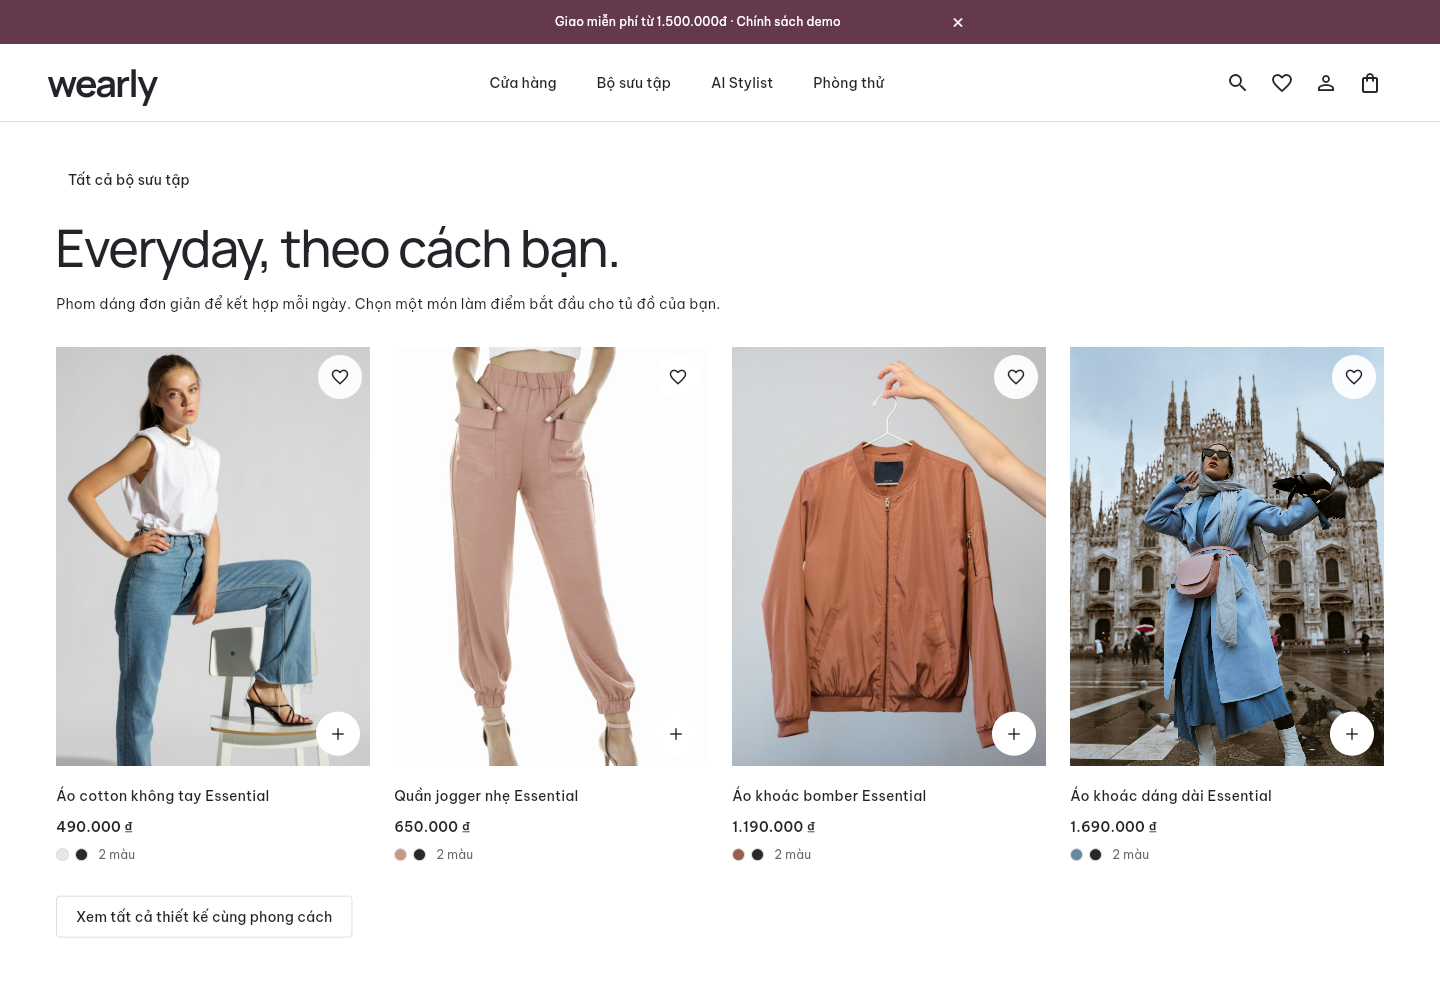 Giao miễn phí từ 1.500.000đ · Chính sách demo
wearly
Cửa hàng
Bộ sưu tập
AI Stylist
Phòng thử
Tất cả bộ sưu tập
Everyday, theo cách bạn.
Phom dáng đơn giản để kết hợp mỗi ngày. Chọn một món làm điểm bắt đầu cho tủ đồ của bạn.
Áo cotton không tay Essential
490.000 ₫
2 màu
Quần jogger nhẹ Essential
650.000 ₫
2 màu
Áo khoác bomber Essential
1.190.000 ₫
2 màu
Áo khoác dáng dài Essential
1.690.000 ₫
2 màu
Xem tất cả thiết kế cùng phong cách